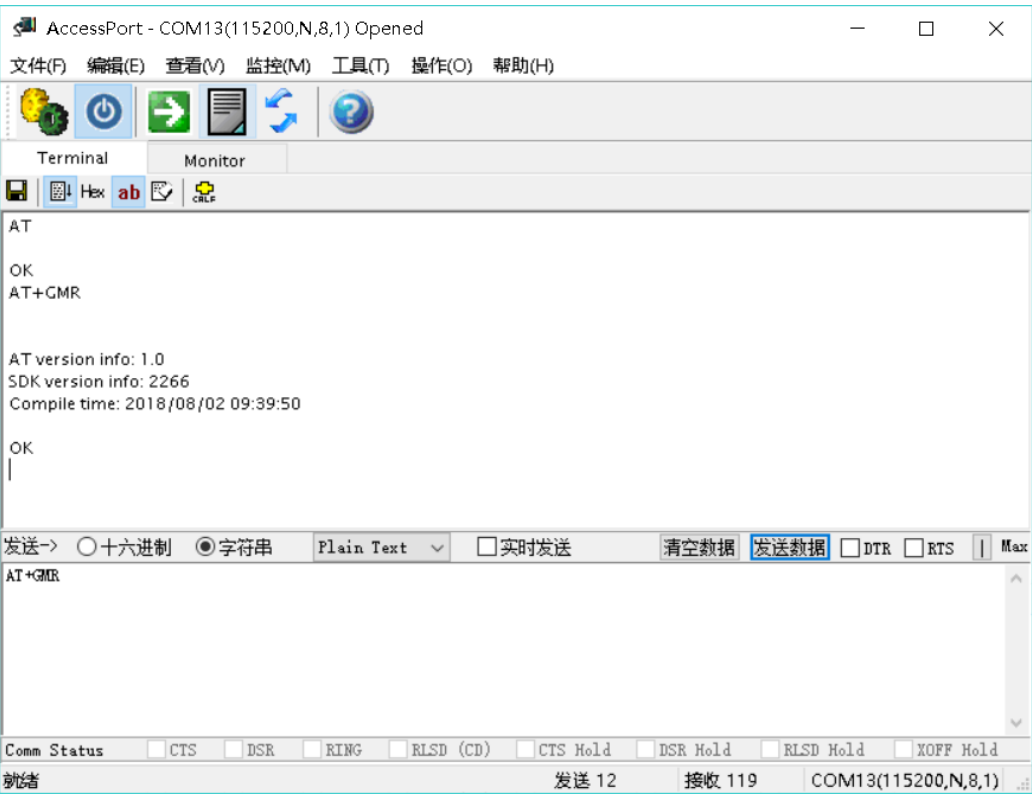 AccessPort - COM13(115200,N,8,1) Opened
文件(F) 编辑(E) 查看(V) 监控(M) 工具(T) 操作(O) 帮助(H)
Terminal Monitor
Hex ab CRLF
AT
OK
AT+GMR
AT version info: 1.0
SDK version info: 2266
Compile time: 2018/08/02 09:39:50
OK
发送-> 十六进制 字符串 Plain Text 实时发送 清空数据 发送数据 DTR RTS | Max
AT+GMR
Comm Status CTS DSR RING RLSD (CD) CTS Hold DSR Hold RLSD Hold XOFF Hold
就绪 发送 12 接收 119 COM13(115200,N,8,1)